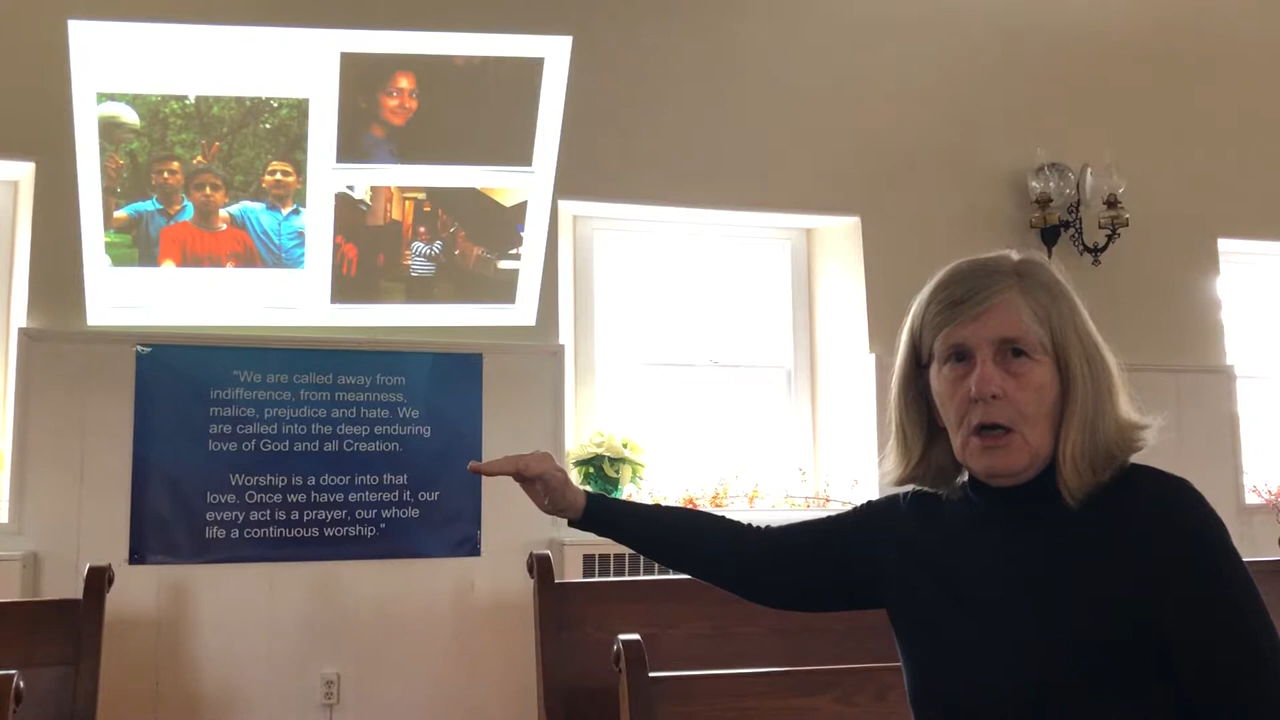 "We are called away from
indifference, from meanness,
malice, prejudice and hate. We
are called into the deep enduring
love of God and all Creation.
Worship is a door into that
love. Once we have entered it, our
every act is a prayer, our whole
life a continuous worship."